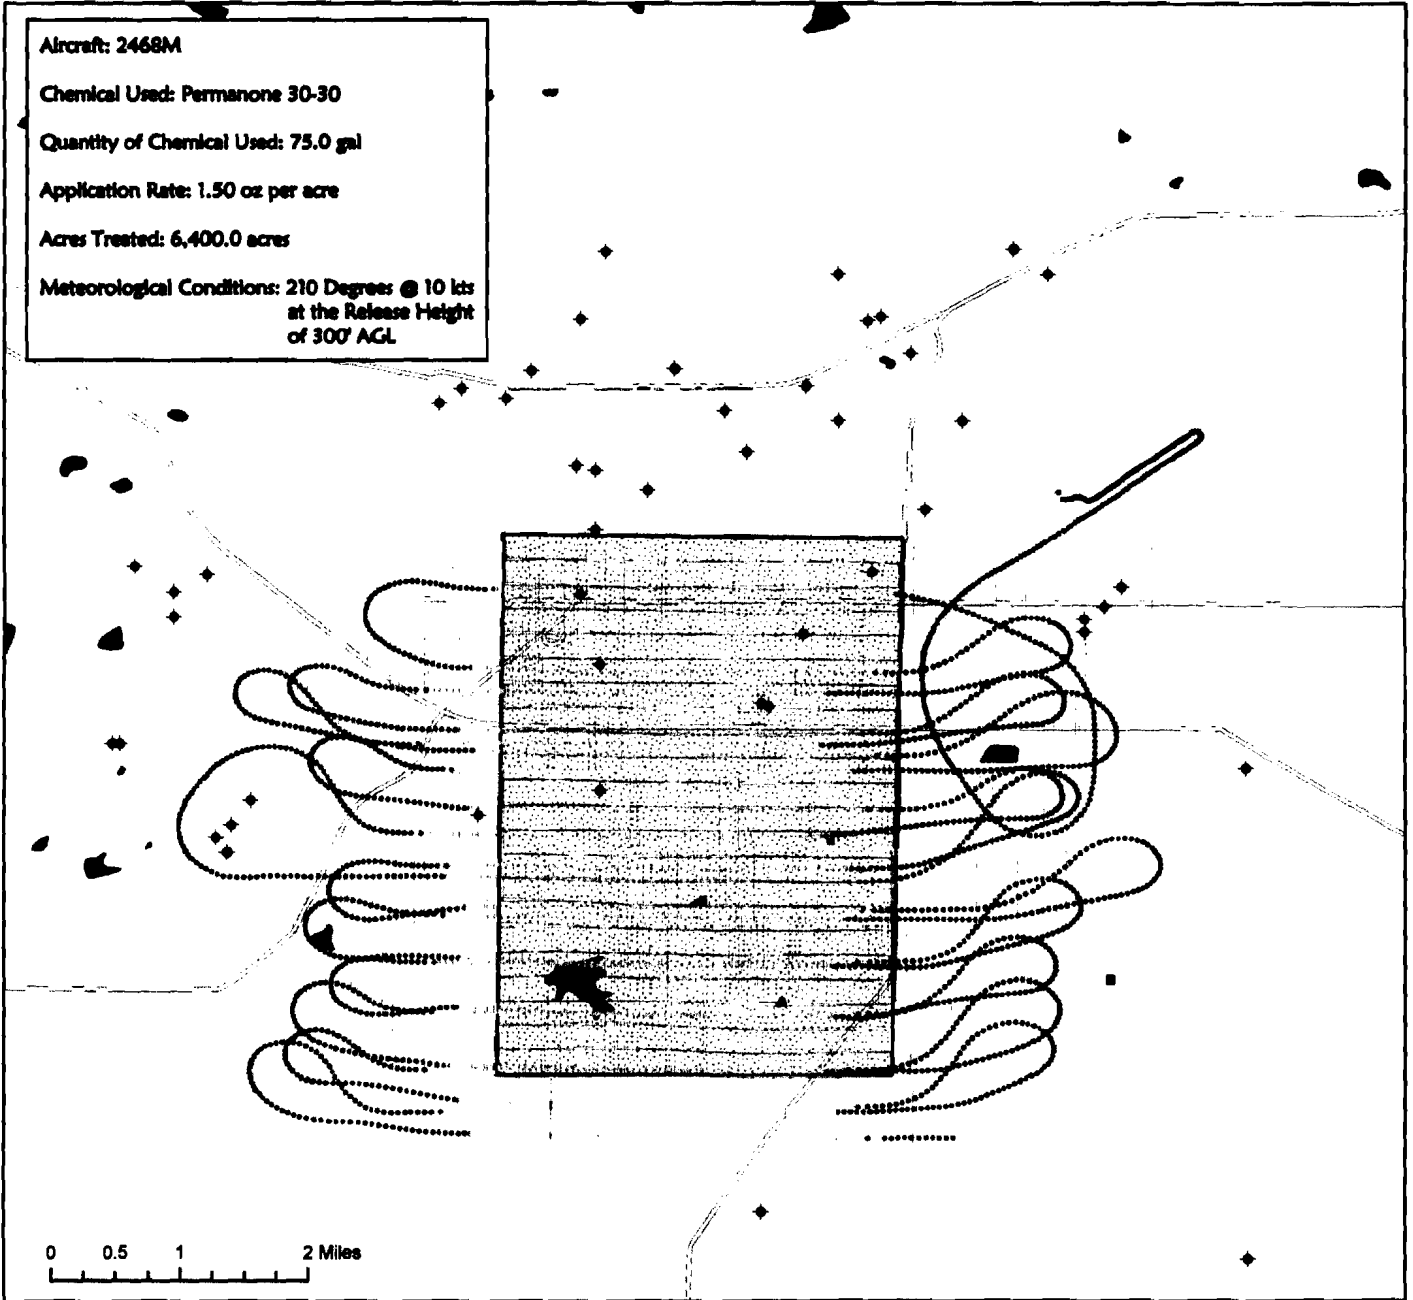 Aircraft: 2468M
Chemical Used: Permanone 30-30
Quantity of Chemical Used: 75.0 gal
Application Rate: 1.50 oz per acre
Acres Treated: 6,400.0 acres
Meteorological Conditions: 210 Degrees @ 10 kts
at the Release Height
of 300' AGL
0 0.5 1 2 Miles